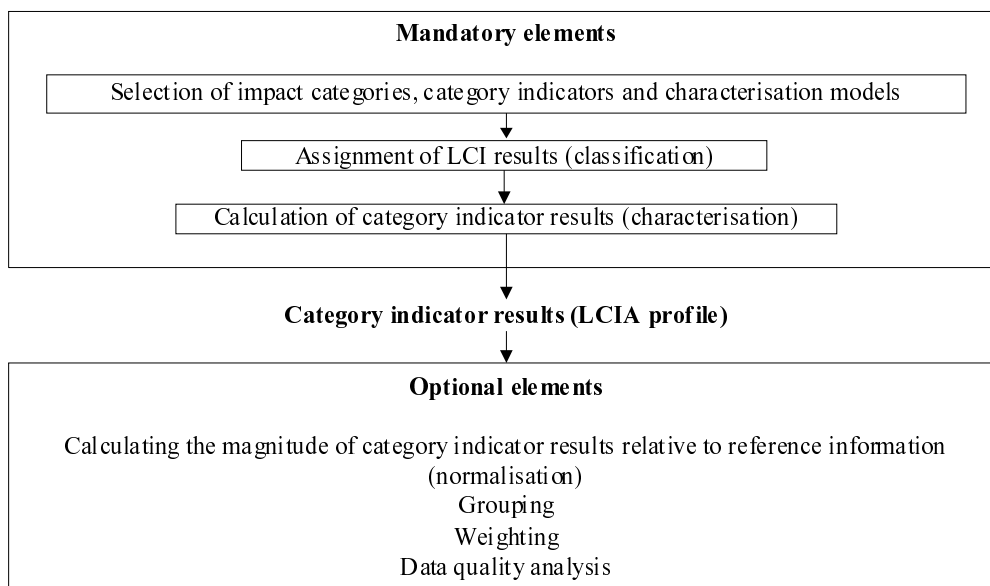 Mandatory elements
Selection of impact categories, category indicators and characterisation models
Assignment of LCI results (classification)
Calculation of category indicator results (characterisation)
Category indicator results (LCIA profile)
Optional elements
Calculating the magnitude of category indicator results relative to reference information
(normalisation)
Grouping
Weighting
Data quality analysis